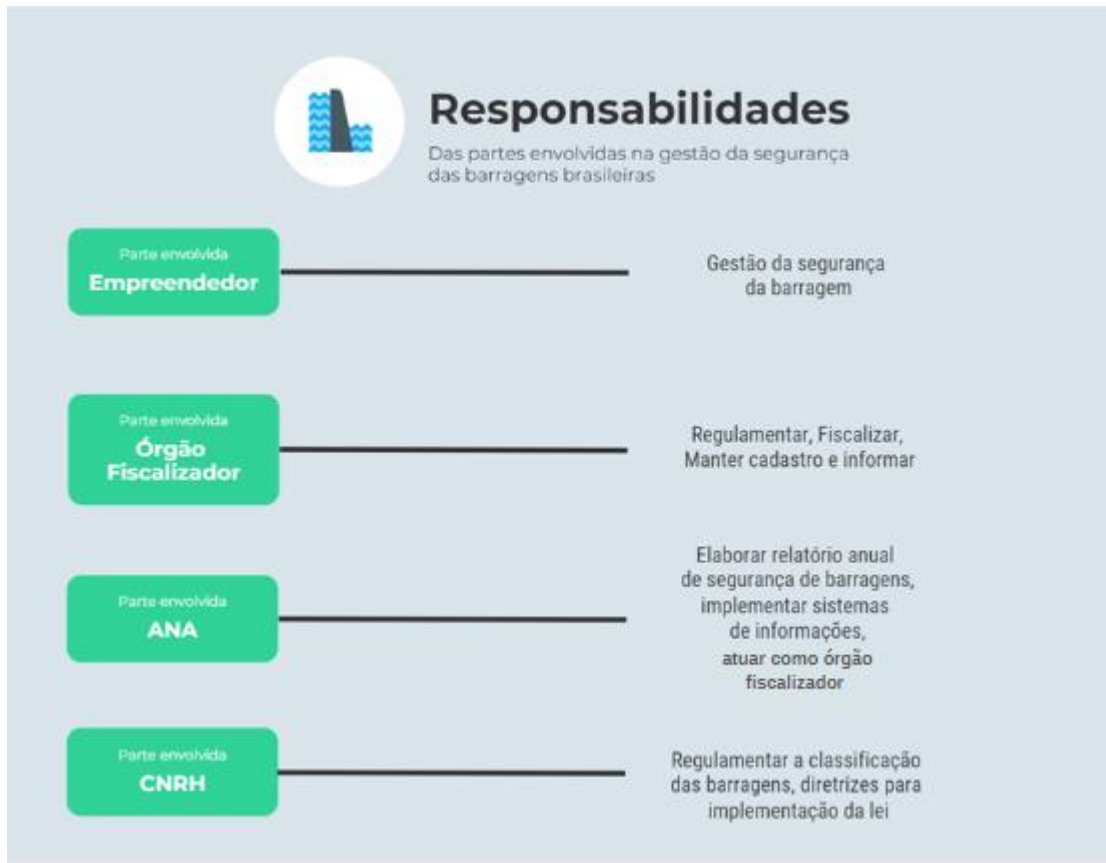 Responsabilidades
Das partes envolvidas na gestão da segurança
das barragens brasileiras
Parte envolvida
Empreendedor
Gestão da segurança
da barragem
Parte envolvida
Órgão
Fiscalizador
Regulamentar, Fiscalizar,
Manter cadastro e informar
Parte envolvida
ANA
Elaborar relatório anual
de segurança de barragens,
implementar sistemas
de informações,
atuar como órgão
fiscalizador
Parte envolvida
CNRH
Regulamentar a classificação
das barragens, diretrizes para
implementação da lei